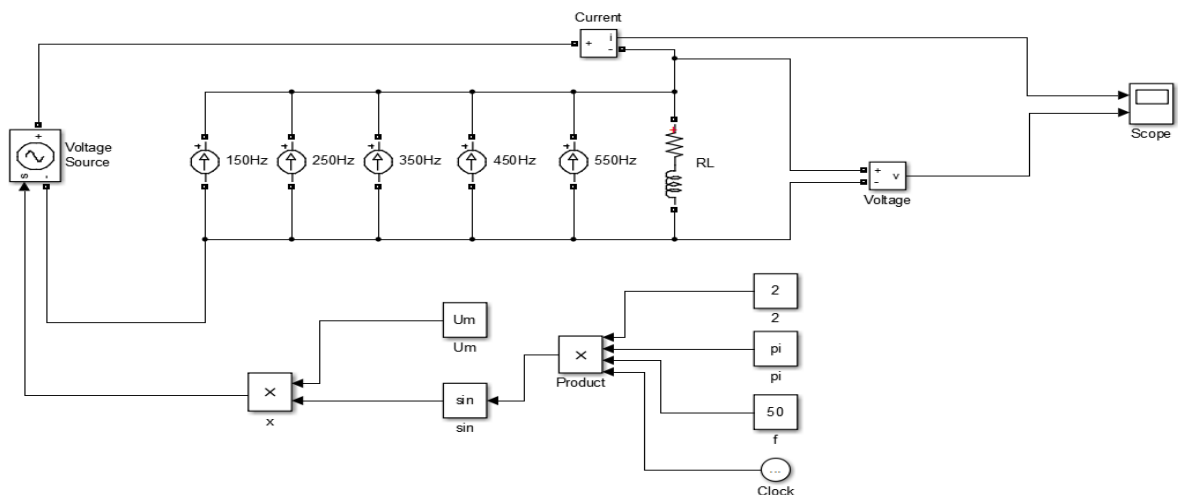 Current
+
i
-
Scope
+
s
-
Voltage
Source
+
150Hz
+
250Hz
+
350Hz
+
450Hz
+
550Hz
+
RL
+
-
v
Voltage
2
2
Um
Um
pi
pi
X
Product
X
x
sin
sin
50
f
...
Clock